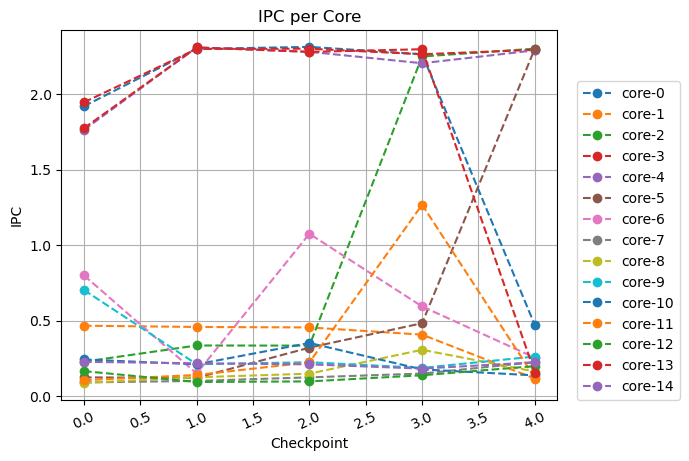 IPC per Core
IPC
2.0
1.5
1.0
0.5
0.0
0.0
0.5
1.0
1.5
2.0
2.5
3.0
3.5
4.0
Checkpoint
core-0
core-1
core-2
core-3
core-4
core-5
core-6
core-7
core-8
core-9
core-10
core-11
core-12
core-13
core-14